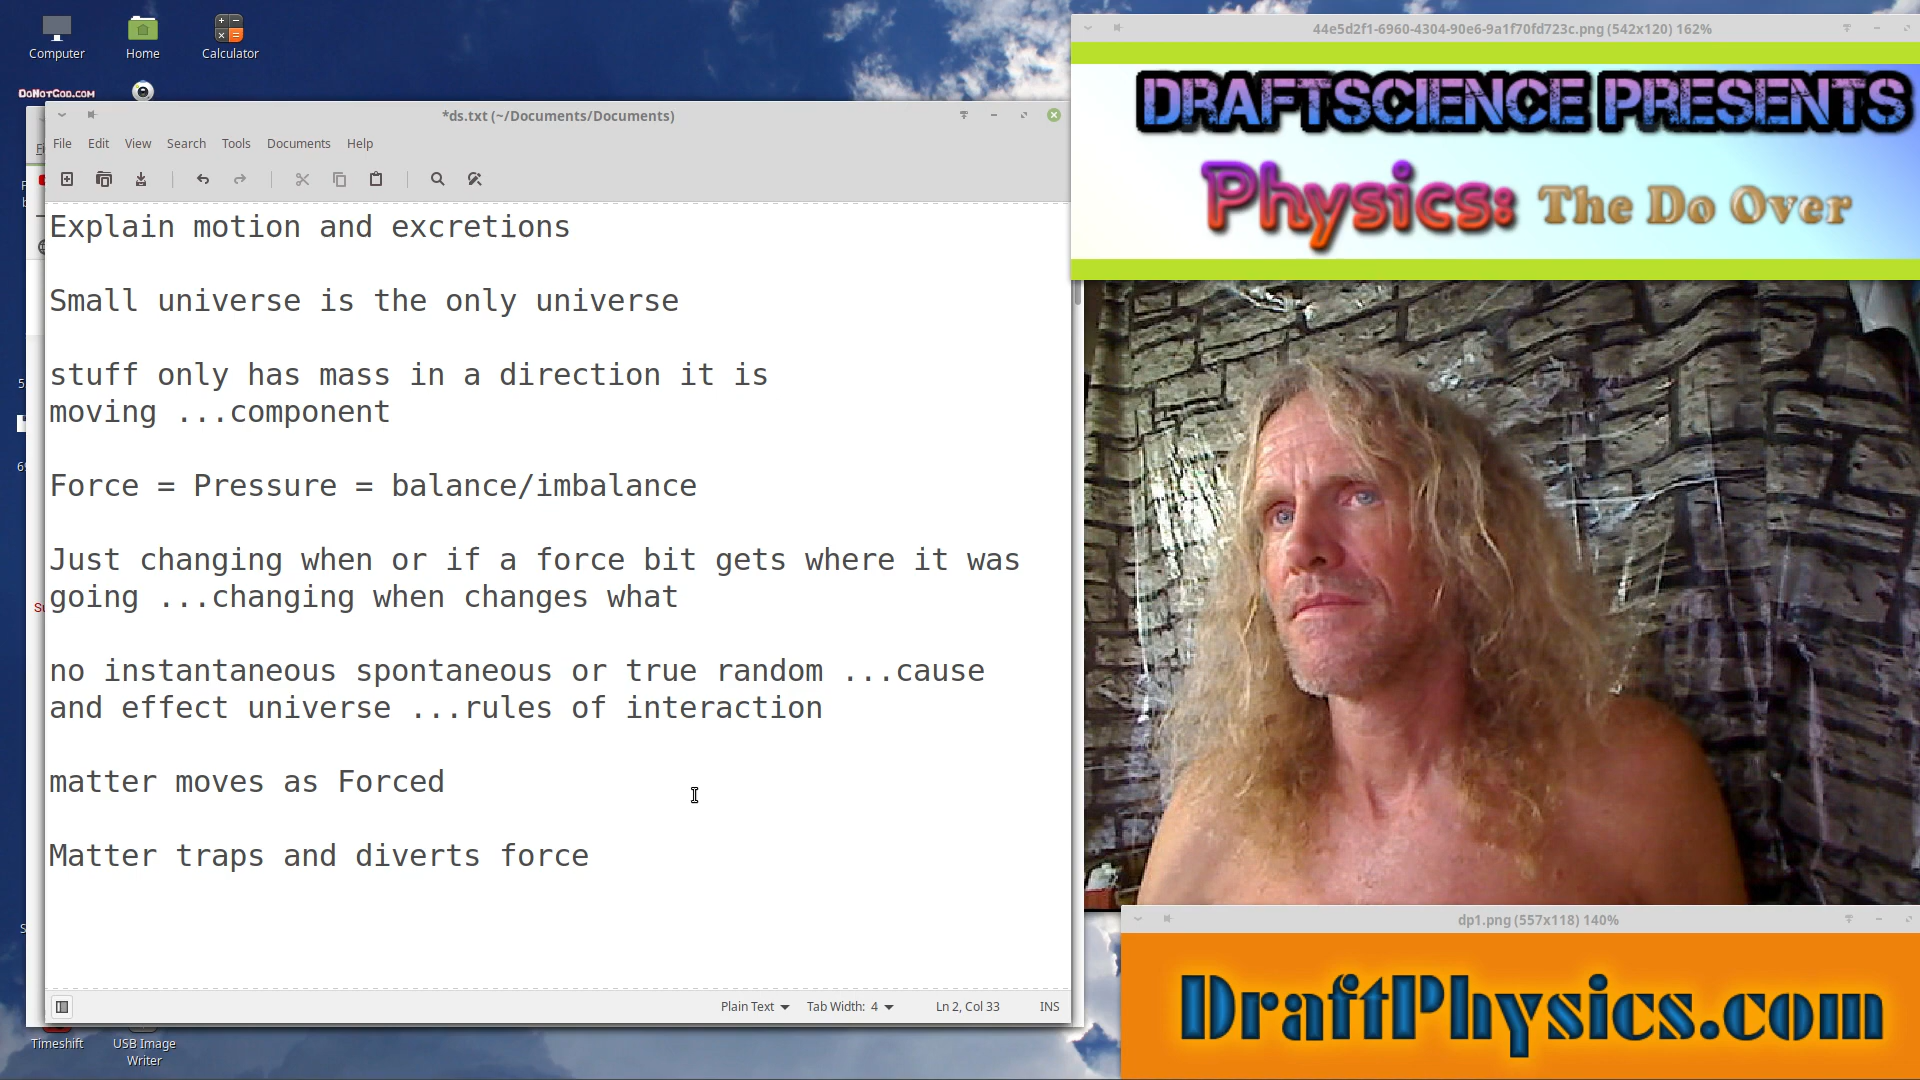 Computer
Home
Calculator
DoNotGod.com
*ds.txt (~/Documents/Documents)
File Edit View Search Tools Documents Help
Explain motion and excretions
Small universe is the only universe
stuff only has mass in a direction it is
moving ...component
Force = Pressure = balance/imbalance
Just changing when or if a force bit gets where it was
going ...changing when changes what
no instantaneous spontaneous or true random ...cause
and effect universe ...rules of interaction
matter moves as Forced
Matter traps and diverts force
Plain Text Tab Width: 4 Ln 2, Col 33 INS
Timeshift
USB Image
Writer
44e5d2f1-6960-4304-90e6-9a1f70fd723c.png (542x120) 162%
DRAFTSCIENCE PRESENTS
Physics: The Do Over
dp1.png (557x118) 140%
DraftPhysics.com